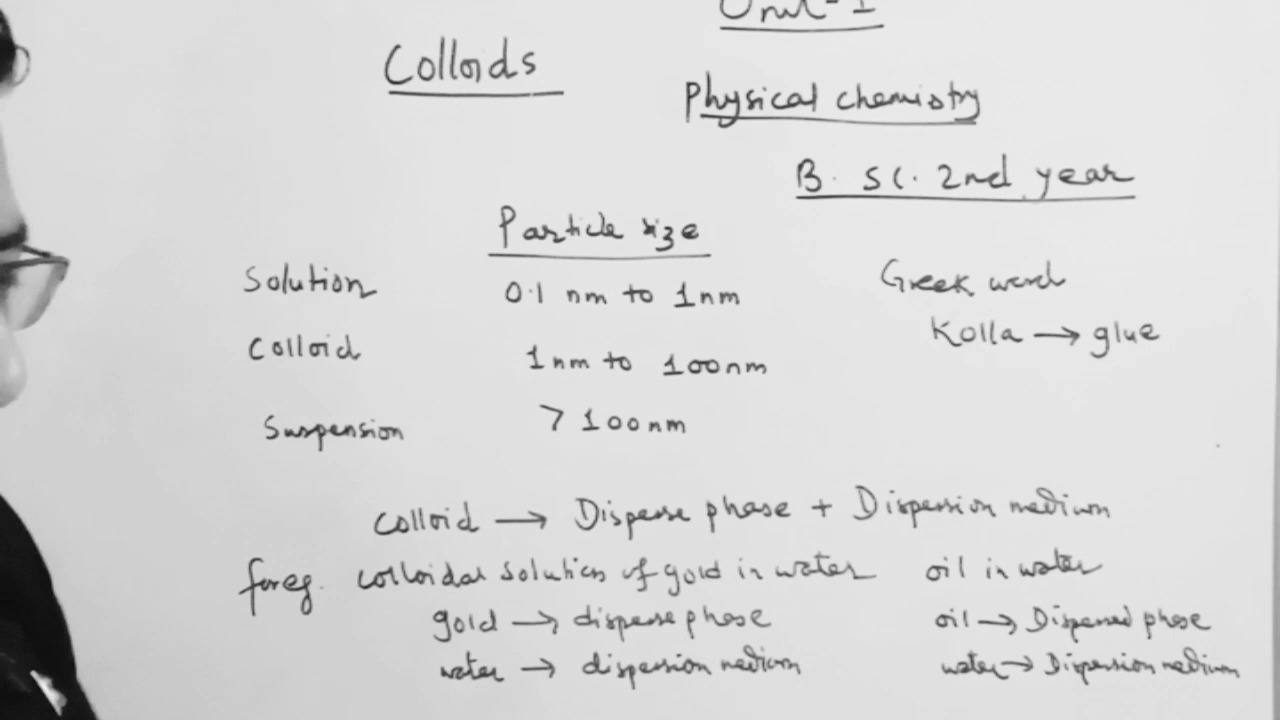 Unit-I
Colloids
Physical chemistry
B. Sc. 2nd year
Particle size
Solution 0.1 nm to 1nm
Greek word
Colloid 1nm to 100nm
Kolla → glue
Suspension > 100nm
Colloid → Disperse phase + Dispersion medium
for eg. colloidal solution of gold in water oil in water
gold → disperse phase oil → Dispersed phase
water → dispersion medium water → Dispersion medium